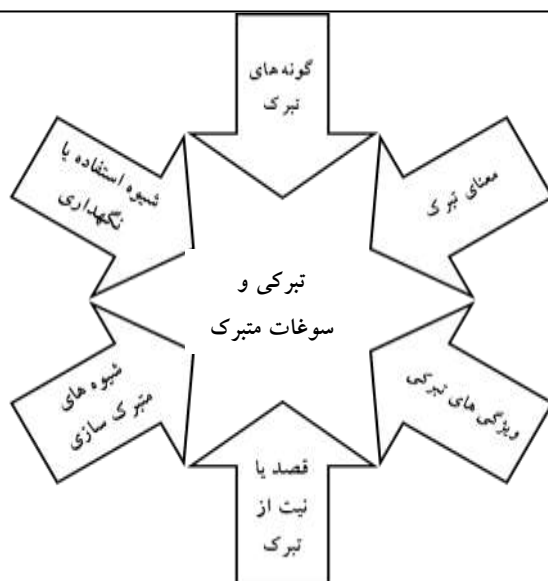 گونه‌های
تبرک
معنای تبرک
ویژگی های تبرکی
قصد یا
نیت از
تبرک
شیوه های
متبرک سازی
شیوه استفاده یا
نگهداری
تبرکی و
سوغات متبرک